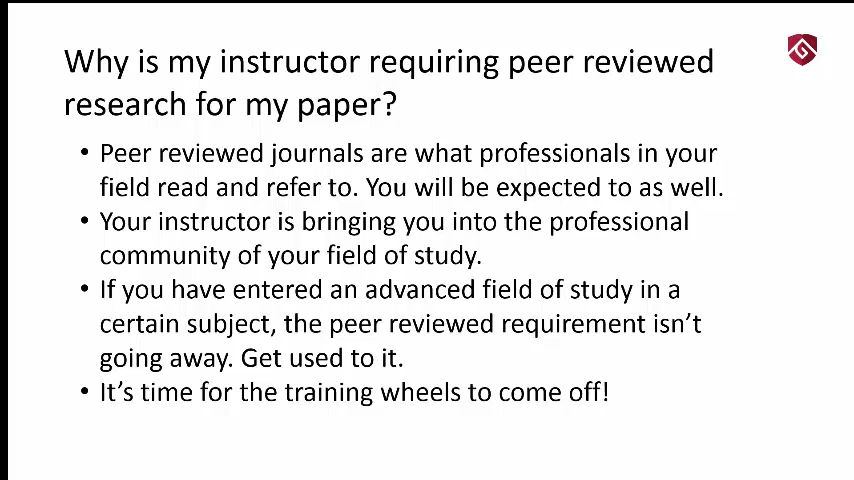 Why is my instructor requiring peer reviewed
research for my paper?
• Peer reviewed journals are what professionals in your
field read and refer to. You will be expected to as well.
• Your instructor is bringing you into the professional
community of your field of study.
• If you have entered an advanced field of study in a
certain subject, the peer reviewed requirement isn’t
going away. Get used to it.
• It’s time for the training wheels to come off!